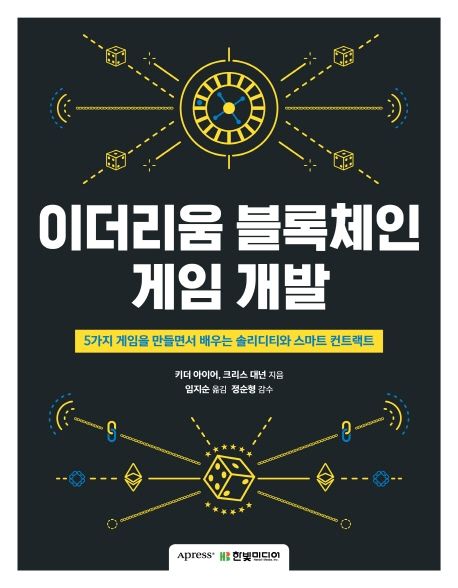 이더리움 블록체인
게임 개발
5가지 게임을 만들면서 배우는 솔리디티와 스마트 컨트랙트
키더 아이어, 크리스 대넌 지음
임지순 옮김 정순형 감수
Apress® 한빛미디어